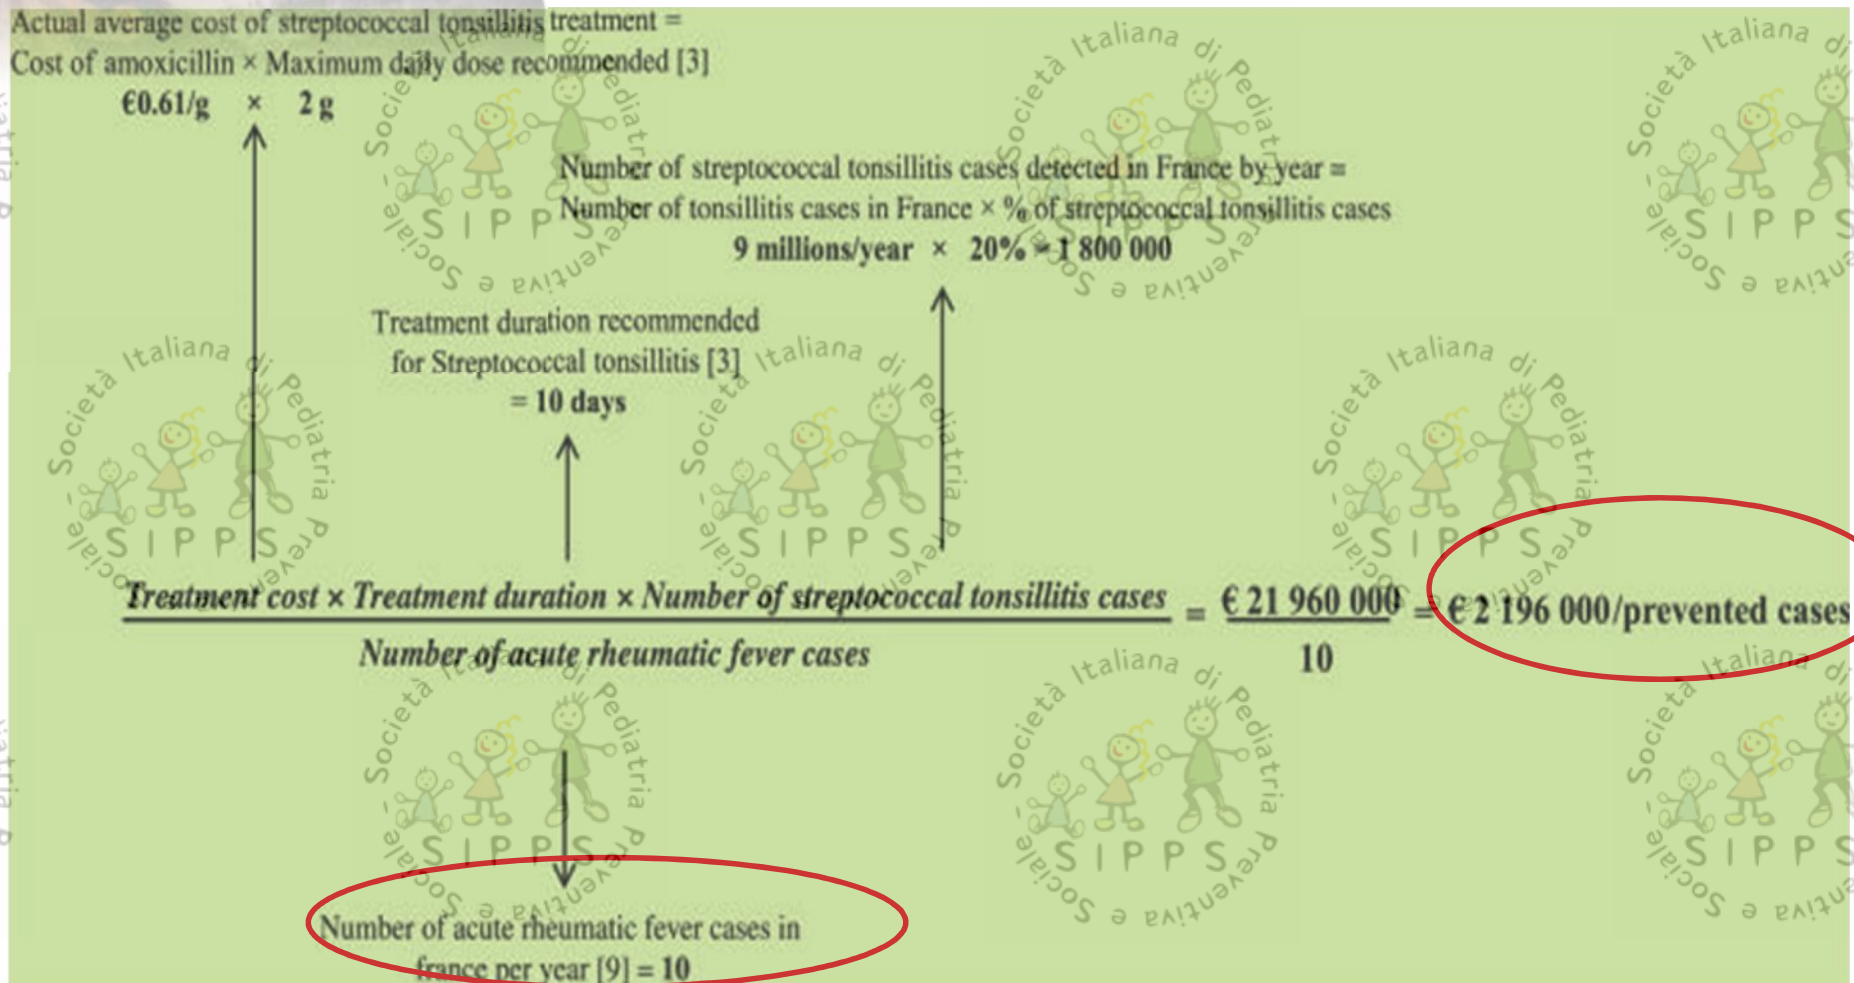 Actual average cost of streptococcal tonsillitis treatment =
Cost of amoxicillin × Maximum daily dose recommended [3]
€0.61/g × 2 g
Number of streptococcal tonsillitis cases detected in France by year =
Number of tonsillitis cases in France × % of streptococcal tonsillitis cases
9 millions/year × 20% = 1 800 000
Treatment duration recommended
for Streptococcal tonsillitis [3]
= 10 days
Treatment cost × Treatment duration × Number of streptococcal tonsillitis cases
Number of acute rheumatic fever cases
= € 21 960 000
10
= € 2 196 000/prevented cases
Number of acute rheumatic fever cases in
france per year [9] = 10
Società Italiana di Pediatria Preventiva e Sociale -
SIPPS